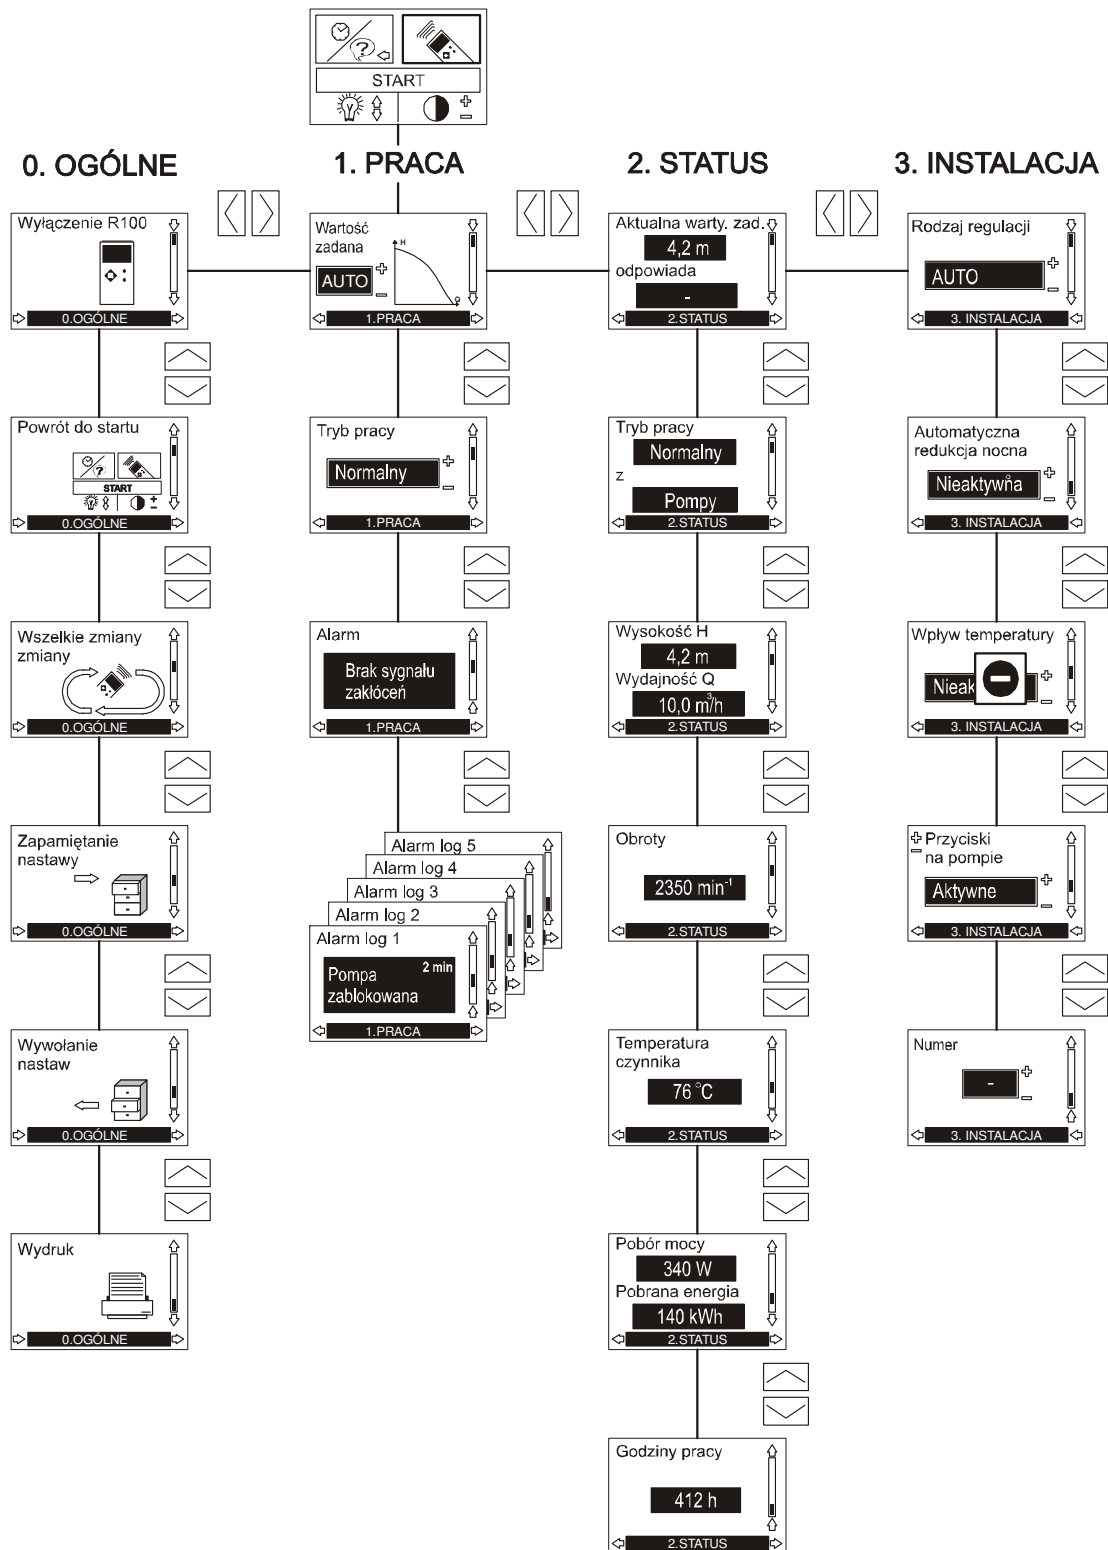 START
0. OGÓLNE
1. PRACA
2. STATUS
3. INSTALACJA
Wyłączenie R100
0.OGÓLNE
Wartość
zadana
AUTO
H
Q
1.PRACA
Aktualna warty. zad.
4,2 m
odpowiada
-
2.STATUS
Rodzaj regulacji
AUTO
3. INSTALACJA
Powrót do startu
START
0.OGÓLNE
Tryb pracy
Normalny
1.PRACA
Tryb pracy
Normalny
z
Pompy
2.STATUS
Automatyczna
redukcja nocna
Nieaktywna
3. INSTALACJA
Wszelkie zmiany
zmiany
0.OGÓLNE
Alarm
Brak sygnału
zakłóceń
1.PRACA
Wysokość H
4,2 m
Wydajność Q
10,0 m³/h
2.STATUS
Wpływ temperatury
Nieak
3. INSTALACJA
Zapamiętanie
nastawy
0.OGÓLNE
Alarm log 5
Alarm log 4
Alarm log 3
Alarm log 2
Alarm log 1
2 min
Pompa
zablokowana
1.PRACA
Obroty
2350 min⁻¹
2.STATUS
Przyciski
na pompie
Aktywne
3. INSTALACJA
Wywołanie
nastaw
0.OGÓLNE
Temperatura
czynnika
76 °C
2.STATUS
Numer
-
3. INSTALACJA
Wydruk
0.OGÓLNE
Pobór mocy
340 W
Pobrana energia
140 kWh
2.STATUS
Godziny pracy
412 h
2.STATUS